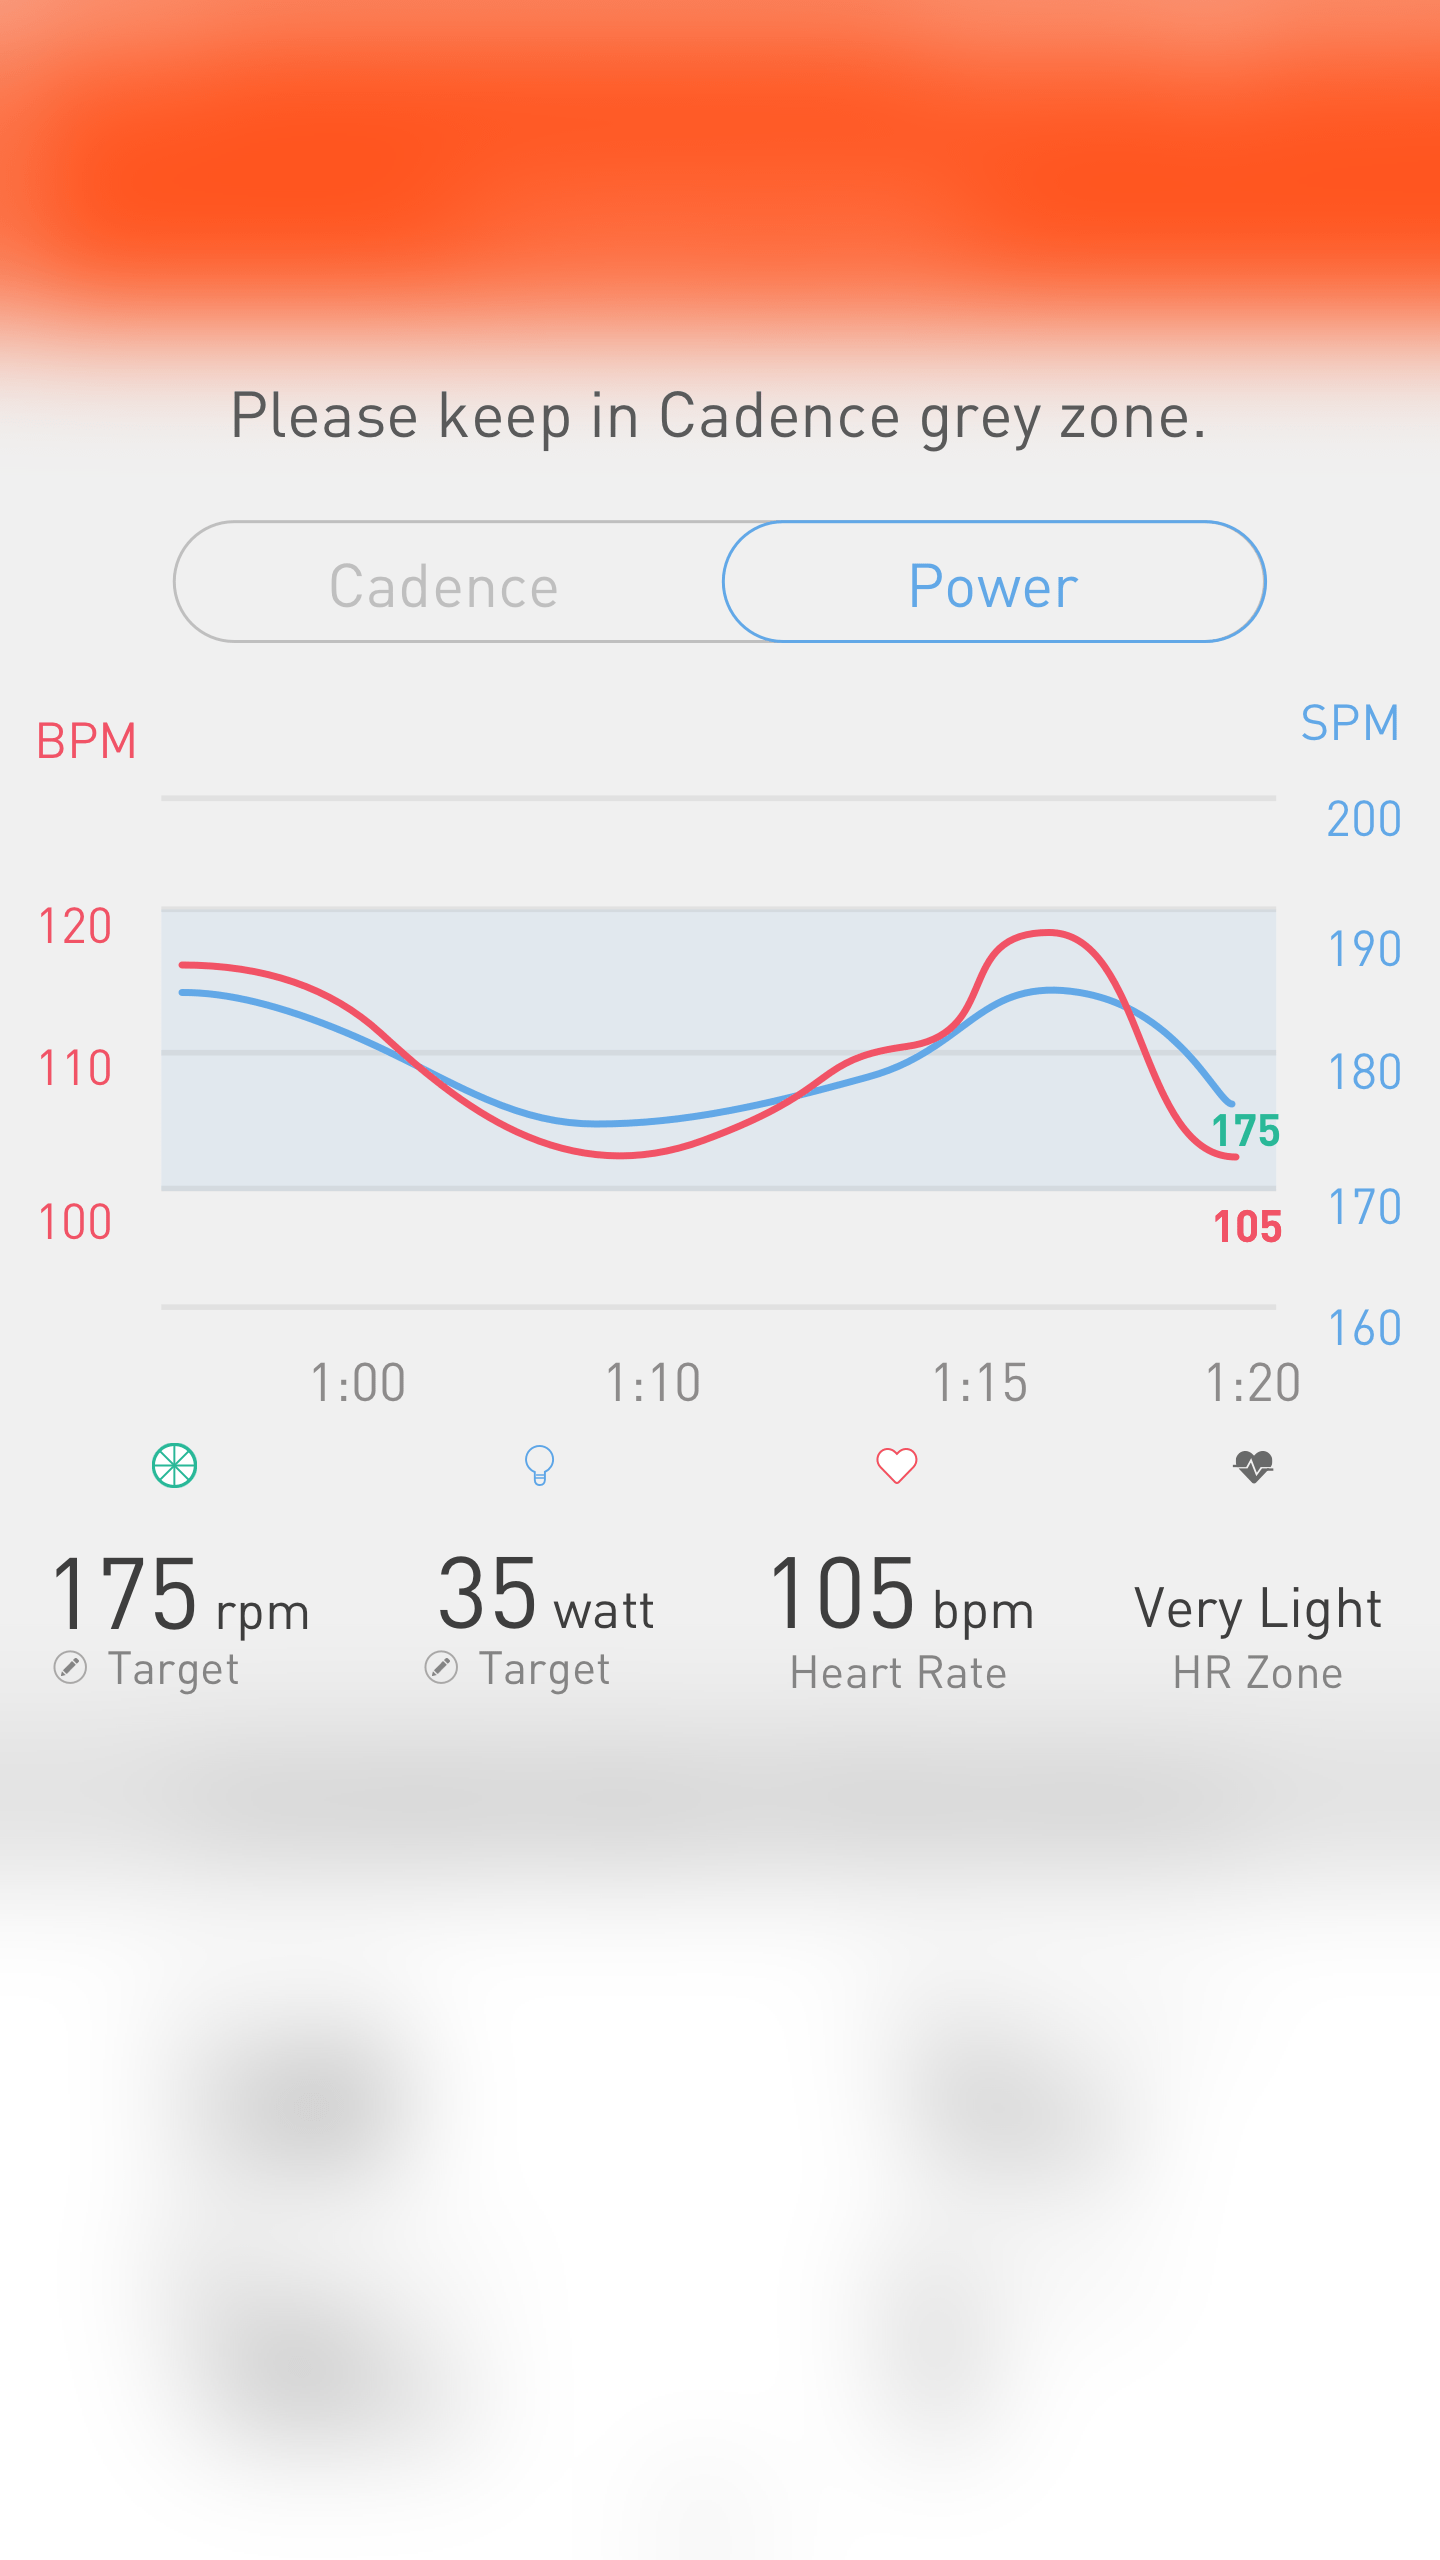 Please keep in Cadence grey zone.
Cadence Power
BPM SPM
200
120 190
110 180
175
100 105 170
160
1:00 1:10 1:15 1:20
175 rpm 35 watt 105 bpm Very Light
Target Target Heart Rate HR Zone